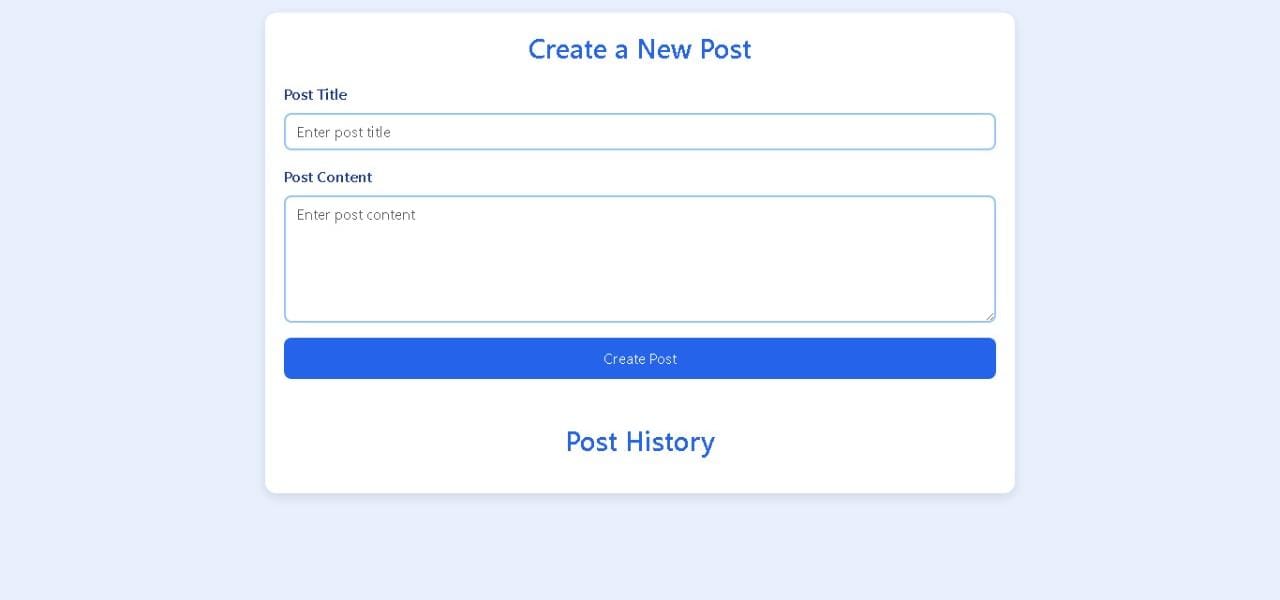 Create a New Post
Post Title
Enter post title
Post Content
Enter post content
Create Post
Post History